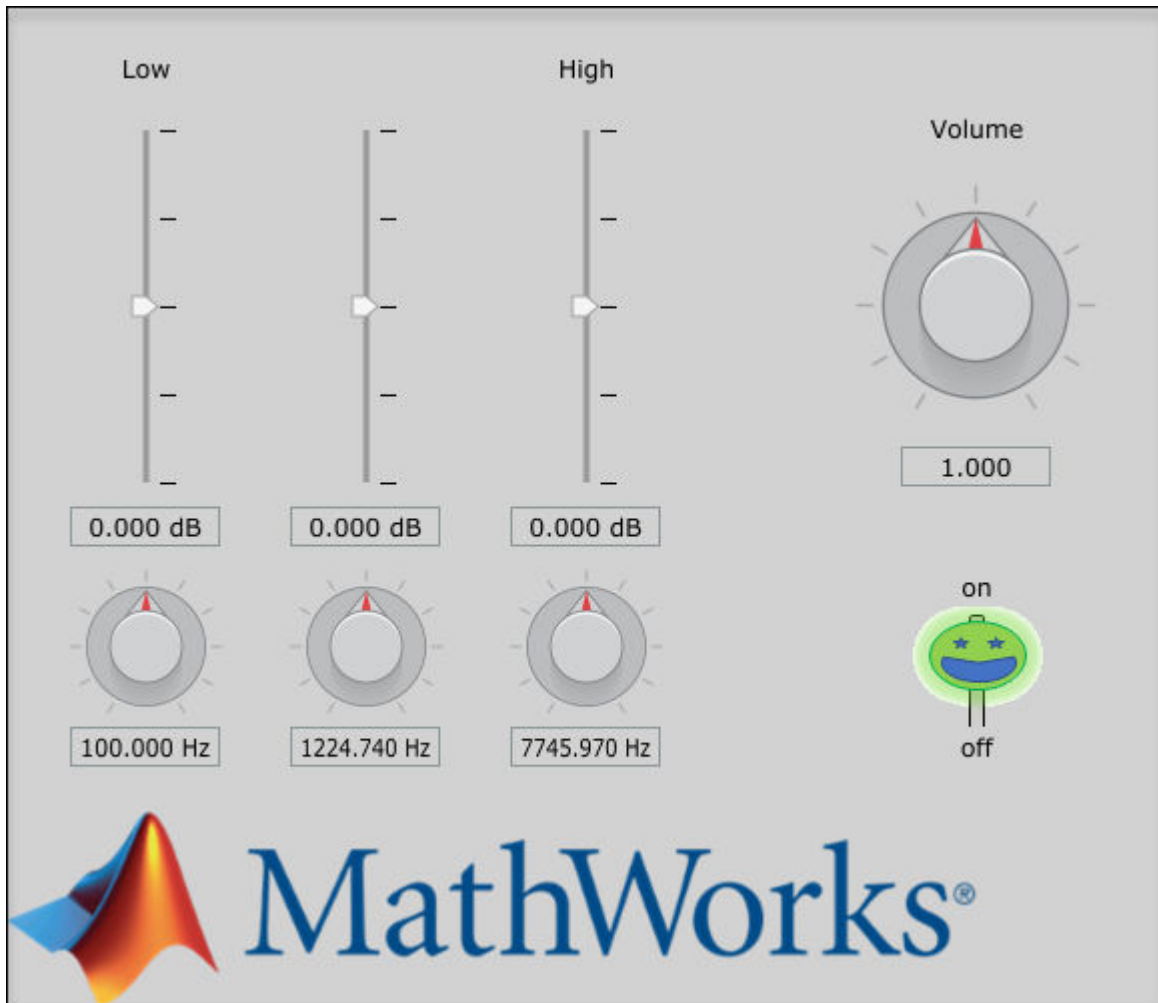 Low
High
Volume
1.000
0.000 dB
0.000 dB
0.000 dB
on
100.000 Hz
1224.740 Hz
7745.970 Hz
off
MathWorks®